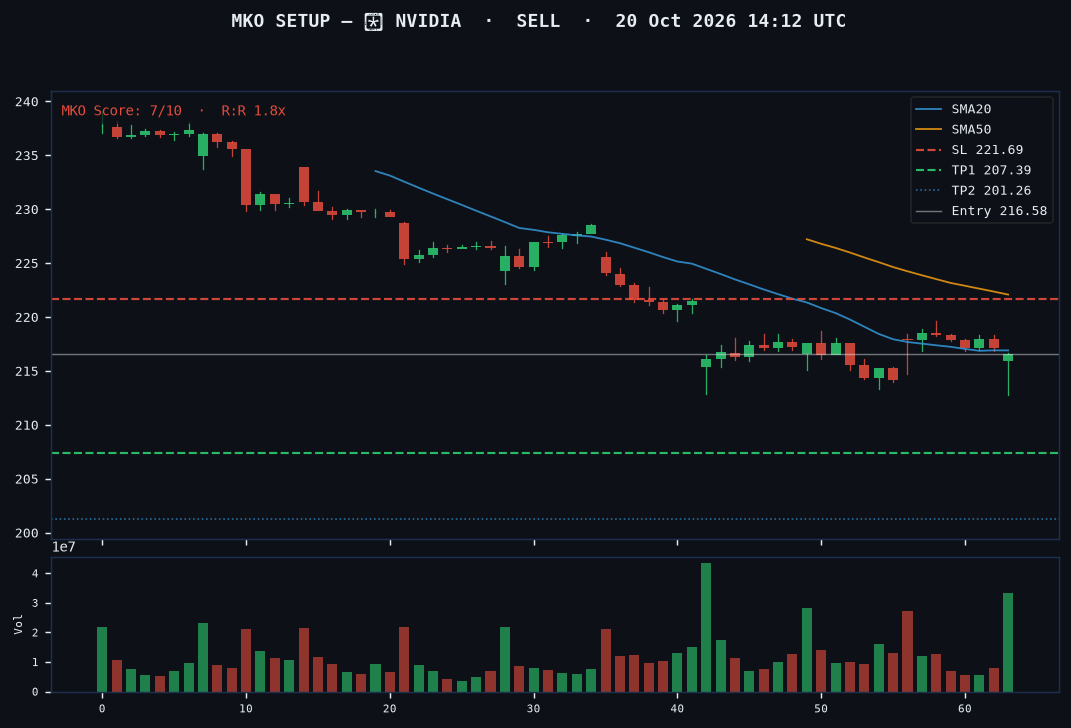 MKO SETUP — NVIDIA · SELL · 20 Oct 2026 14:12 UTC
MKO Score: 7/10 · R:R 1.8x
SMA20
SMA50
SL 221.69
TP1 207.39
TP2 201.26
Entry 216.58
240
235
230
225
220
215
210
205
200
1e7
Vol
4
3
2
1
0
0 10 20 30 40 50 60